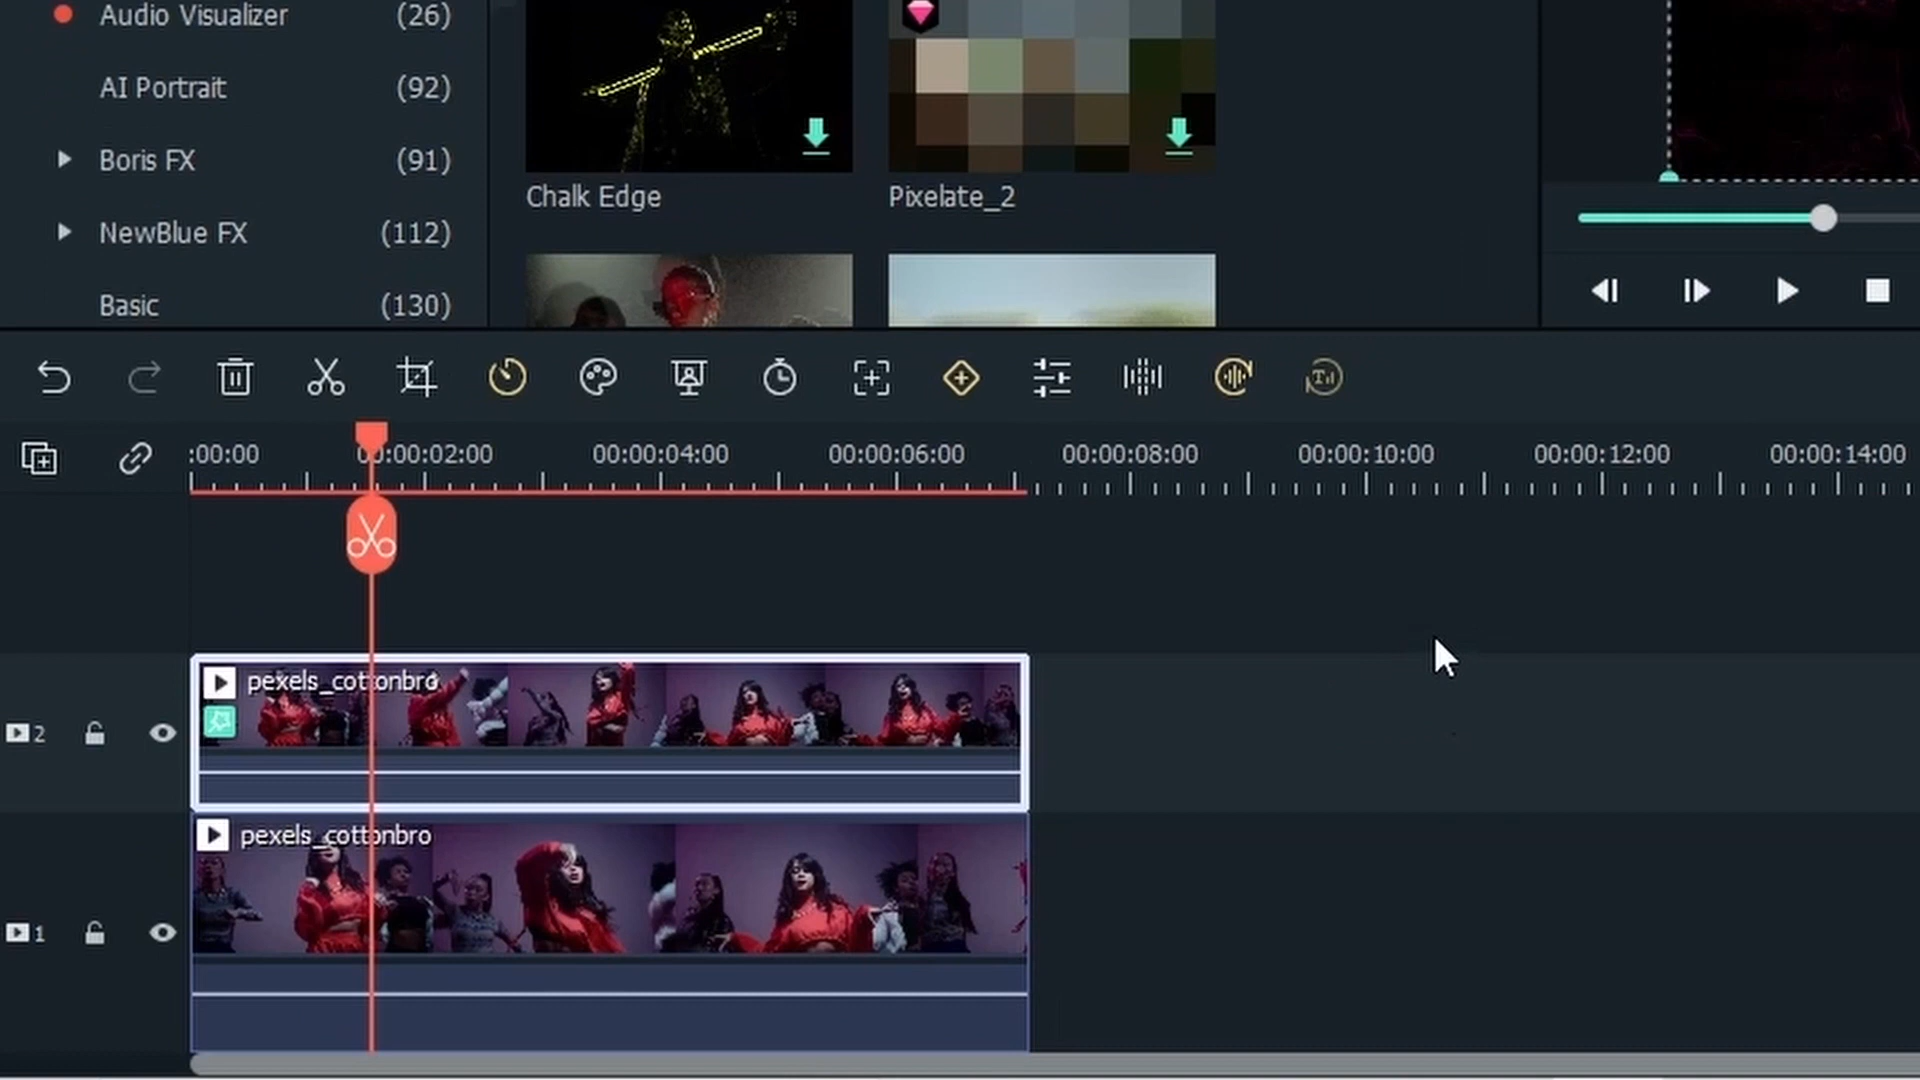 Audio Visualizer (26)
AI Portrait (92)
Boris FX (91)
NewBlue FX (112)
Basic (130)
Chalk Edge
Pixelate_2
:00:00 00:00:02:00 00:00:04:00 00:00:06:00 00:00:08:00 00:00:10:00 00:00:12:00 00:00:14:00
pexels_cottonbro
2
pexels_cottonbro
1